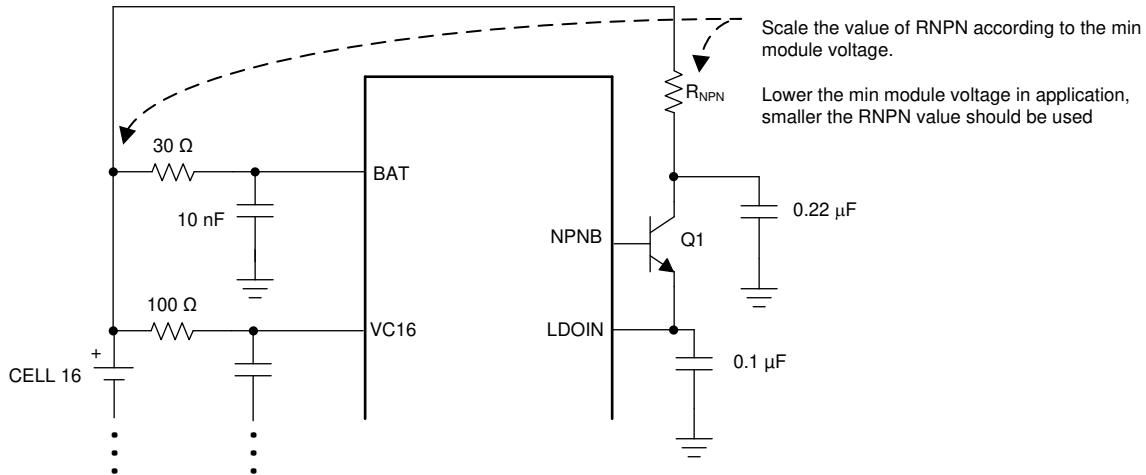 Scale the value of RNPN according to the min
module voltage.
Lower the min module voltage in application,
smaller the RNPN value should be used
RNPN
30 Ω
BAT
10 nF
0.22 μF
NPNB
Q1
100 Ω
VC16
LDOIN
+
CELL 16
0.1 μF